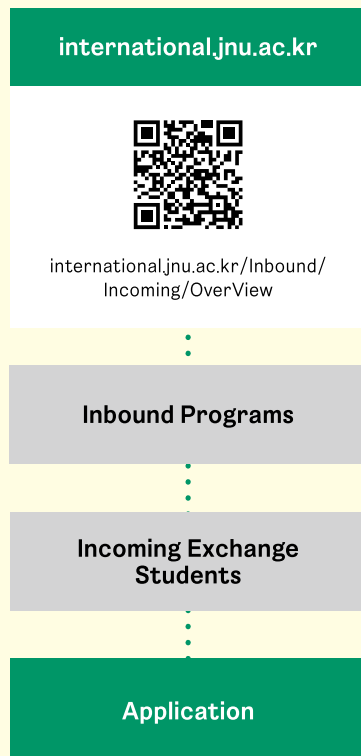 international.jnu.ac.kr
international.jnu.ac.kr/Inbound/
Incoming/OverView
Inbound Programs
Incoming Exchange
Students
Application